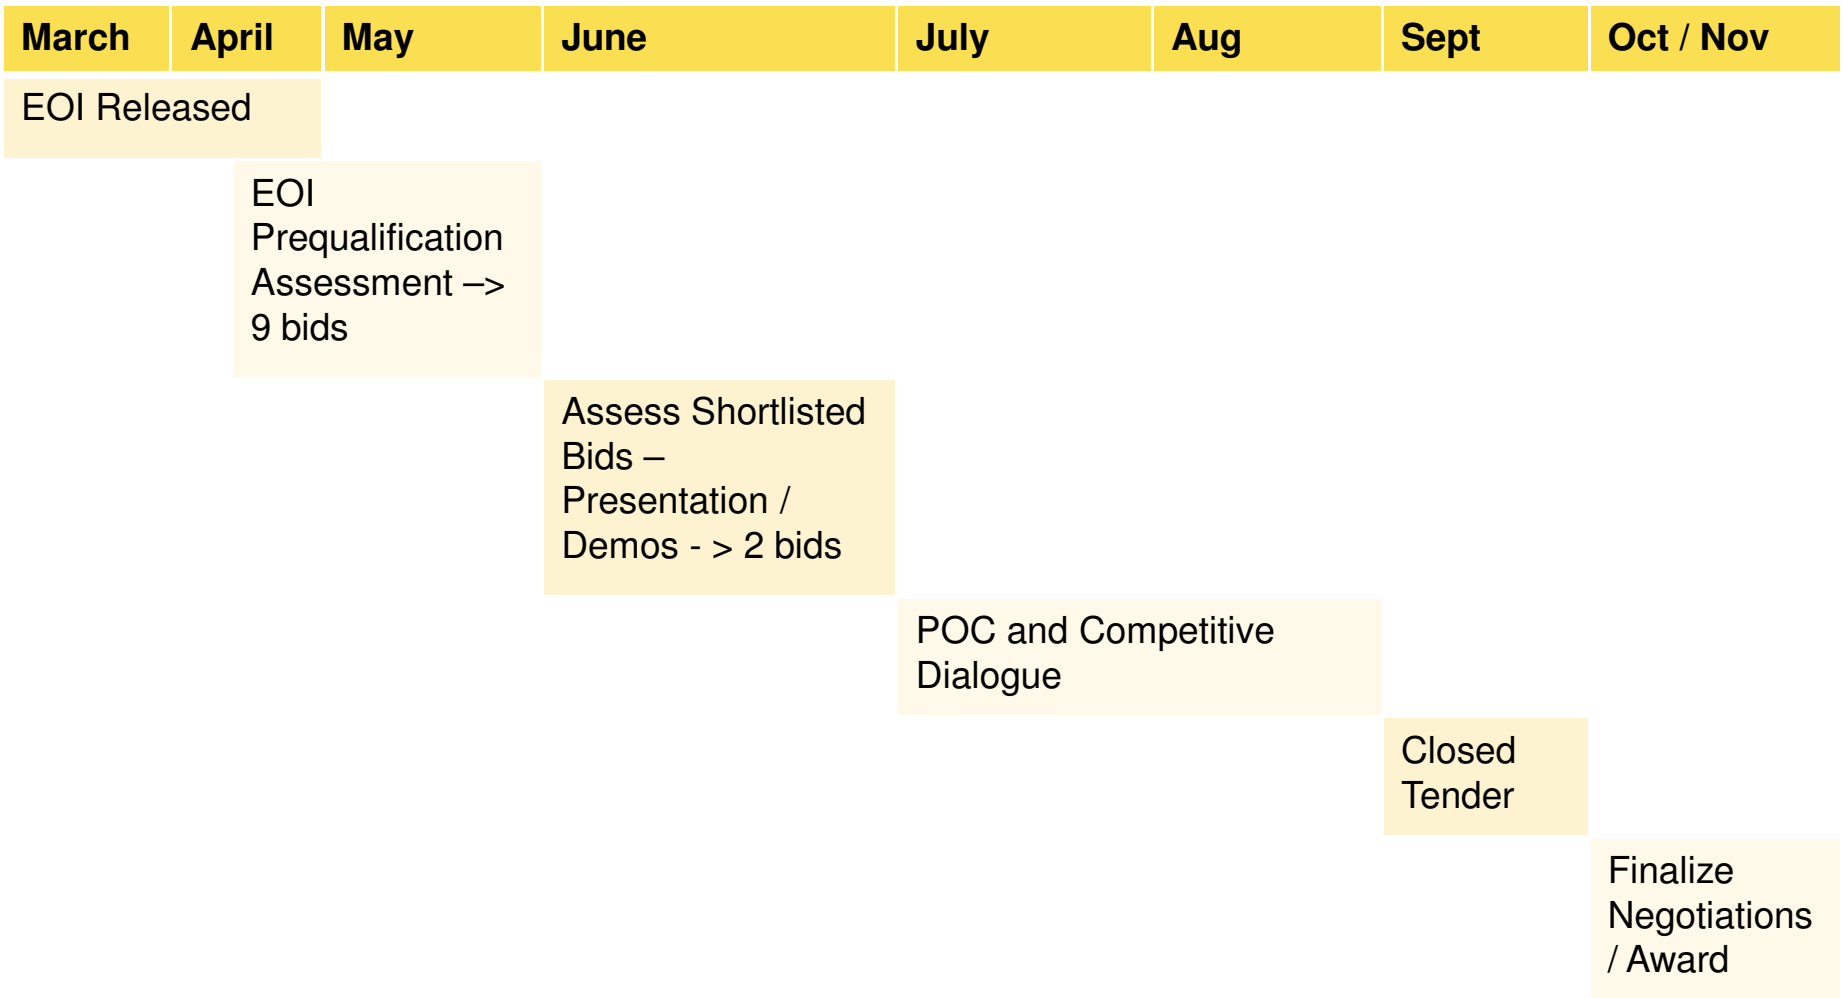 March April May June July Aug Sept Oct / Nov
EOI Released
EOI
Prequalification
Assessment –>
9 bids
Assess Shortlisted
Bids –
Presentation /
Demos - > 2 bids
POC and Competitive
Dialogue
Closed
Tender
Finalize
Negotiations
/ Award